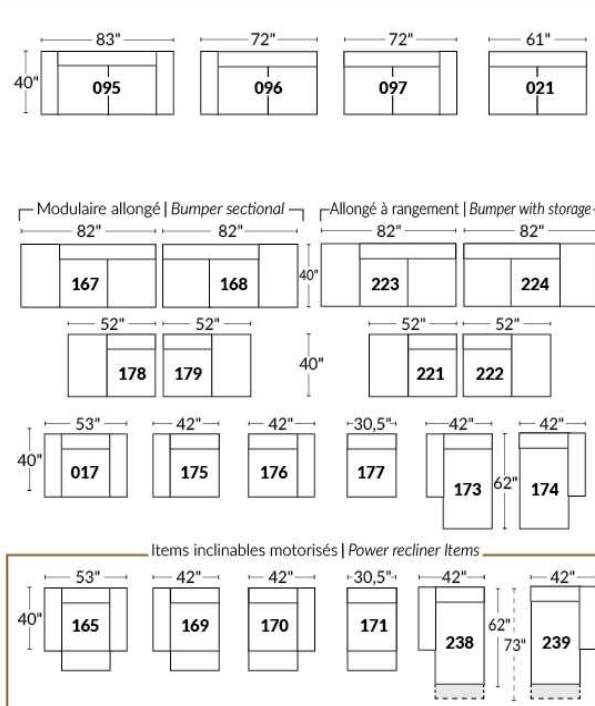 83" 72" 72" 61"
40" 095 096 097 021
Modulaire allongé | Bumper sectional Allongé à rangement | Bumper with storage
82" 82" 82" 82"
167 168 40" 223 224
52" 52" 52" 52"
178 179 40" 221 222
53" 42" 42" 30,5" 42" 42"
40" 017 175 176 177 173 62" 174
Items inclinables motorisés | Power recliner Items
53" 42" 42" 30,5" 42" 42"
40" 165 169 170 171 238 62" 73" 239